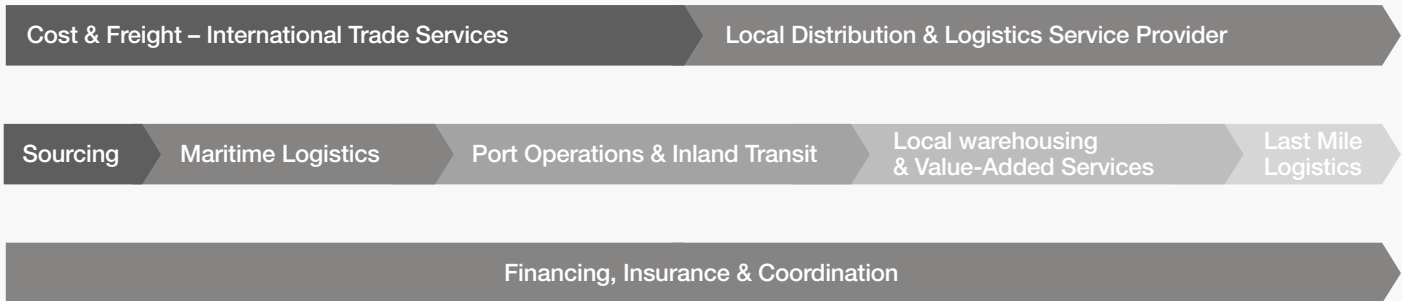 Cost & Freight – International Trade Services
Local Distribution & Logistics Service Provider
Sourcing
Maritime Logistics
Port Operations & Inland Transit
Local warehousing
& Value-Added Services
Last Mile
Logistics
Financing, Insurance & Coordination